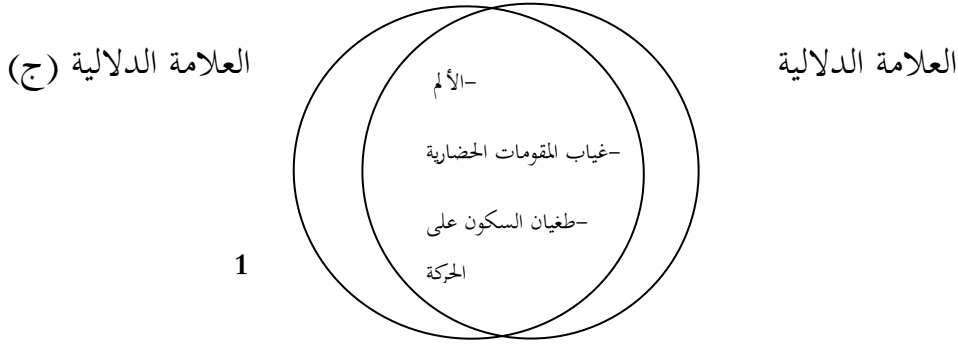 العلامة الدلالية
العلامة الدلالية (ج)
-الألم
-غياب المقومات الحضارية
-طغيان السكون على
الحركة
1